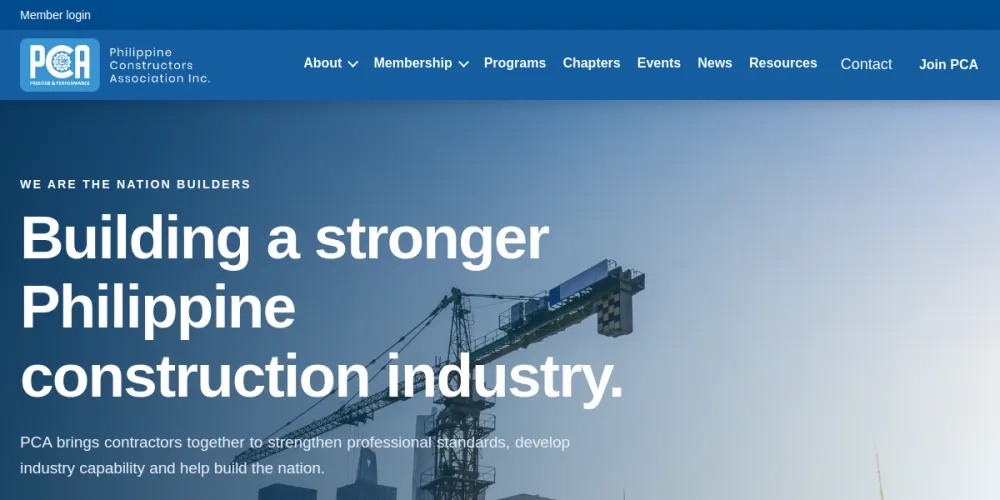 Member login
PCA
PRESTIGE & PERFORMANCE
Philippine
Constructors
Association Inc.
About
Membership
Programs
Chapters
Events
News
Resources
Contact
Join PCA
WE ARE THE NATION BUILDERS
Building a stronger
Philippine
construction industry.
PCA brings contractors together to strengthen professional standards, develop
industry capability and help build the nation.